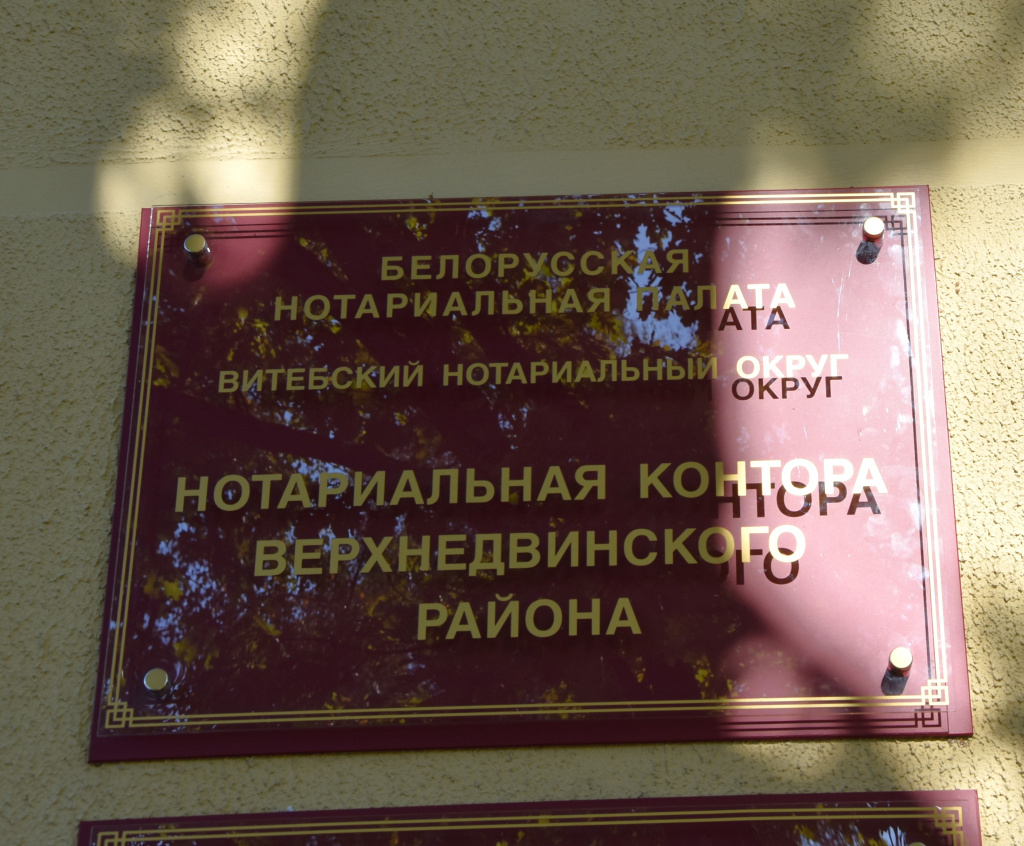 БЕЛОРУССКАЯ
НОТАРИАЛЬНАЯ ПАЛАТА
ВИТЕБСКИЙ НОТАРИАЛЬНЫЙ ОКРУГ
НОТАРИАЛЬНАЯ КОНТОРА
ВЕРХНЕДВИНСКОГО
РАЙОНА